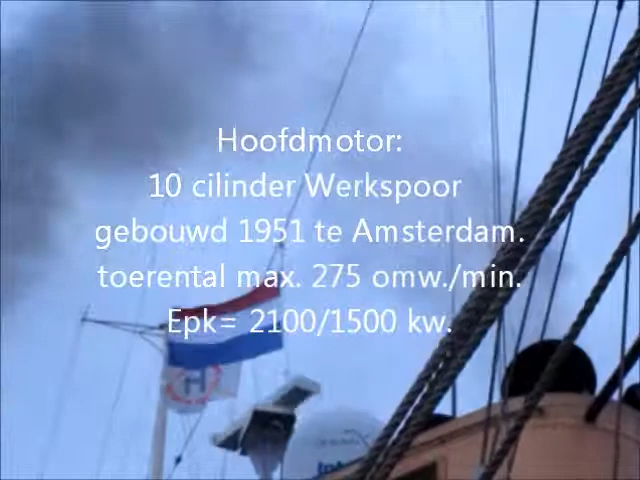 Hoofdmotor:
10 cilinder Werkspoor
gebouwd 1951 te Amsterdam.
toerental max. 275 omw./min.
Epk= 2100/1500 kw.
H